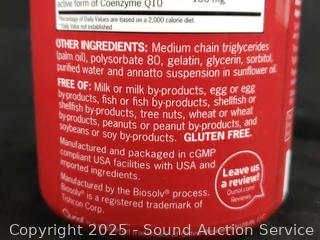 active form of Coenzyme Q10
*Percentage of Daily Values are based on a 2,000 calorie diet.
Daily Value not established
OTHER INGREDIENTS: Medium chain triglycerides
(palm oil), polysorbate 80, gelatin, glycerin, sorbitol,
purified water and annatto suspension in sunflower oil.
FREE OF: Milk or milk by-products, egg or egg
by-products, fish or fish by-products, shellfish or
shellfish by-products, tree nuts, wheat or wheat
by-products, peanuts or peanut by-products, and
soybeans or soy by-products. GLUTEN FREE.
Manufactured and packaged in cGMP
compliant USA facilities with USA and
imported ingredients.
Manufactured by the Biosolv® process.
Biosolv® is a registered trademark of
Tishcon Corp.
Leave us
a review!
Qunol.com/
Reviews
Copyright 2025 - Sound Auction Service